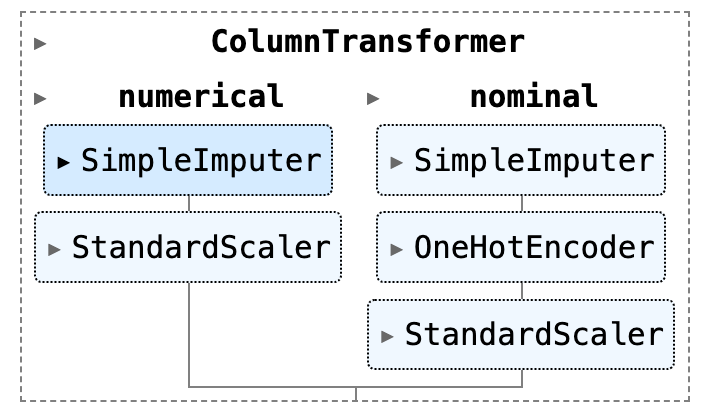 ColumnTransformer
numerical
nominal
SimpleImputer
SimpleImputer
StandardScaler
OneHotEncoder
StandardScaler